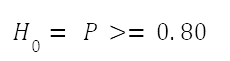 H₀ = P >= 0.80